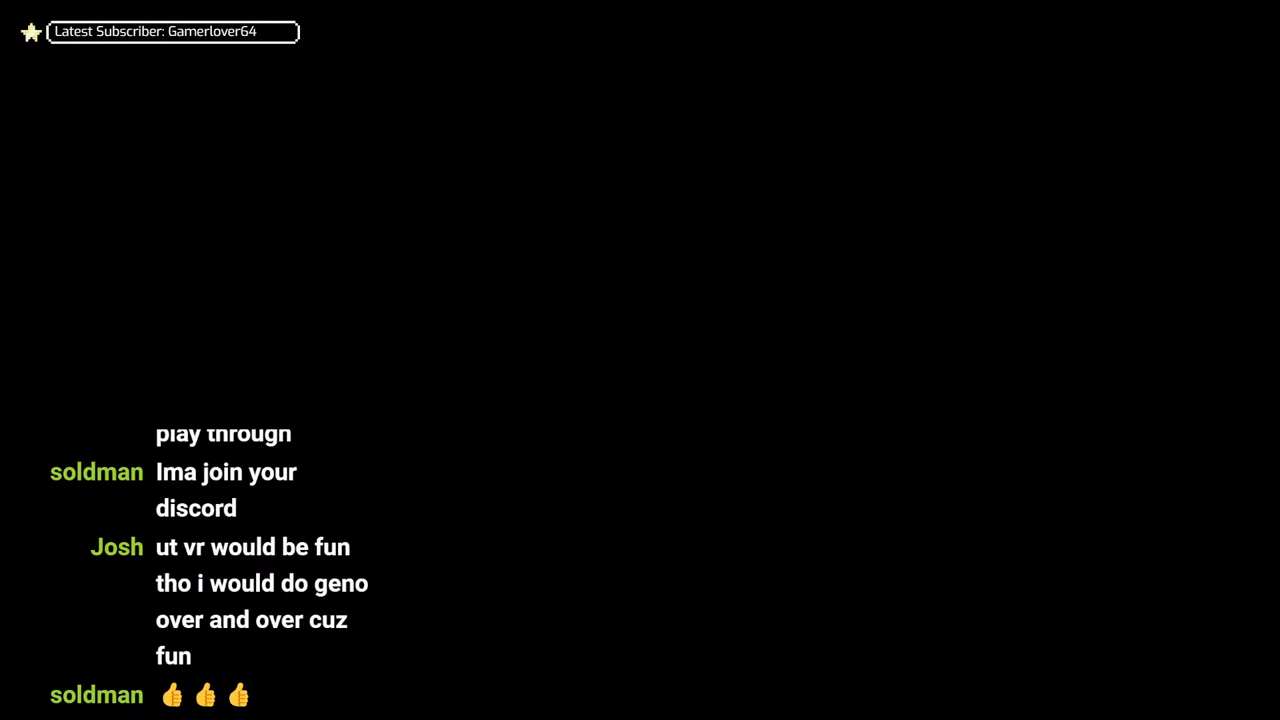 Latest Subscriber: Gamerlover64
play through
soldman Ima join your
discord
Josh ut vr would be fun
tho i would do geno
over and over cuz
fun
soldman 👍 👍 👍